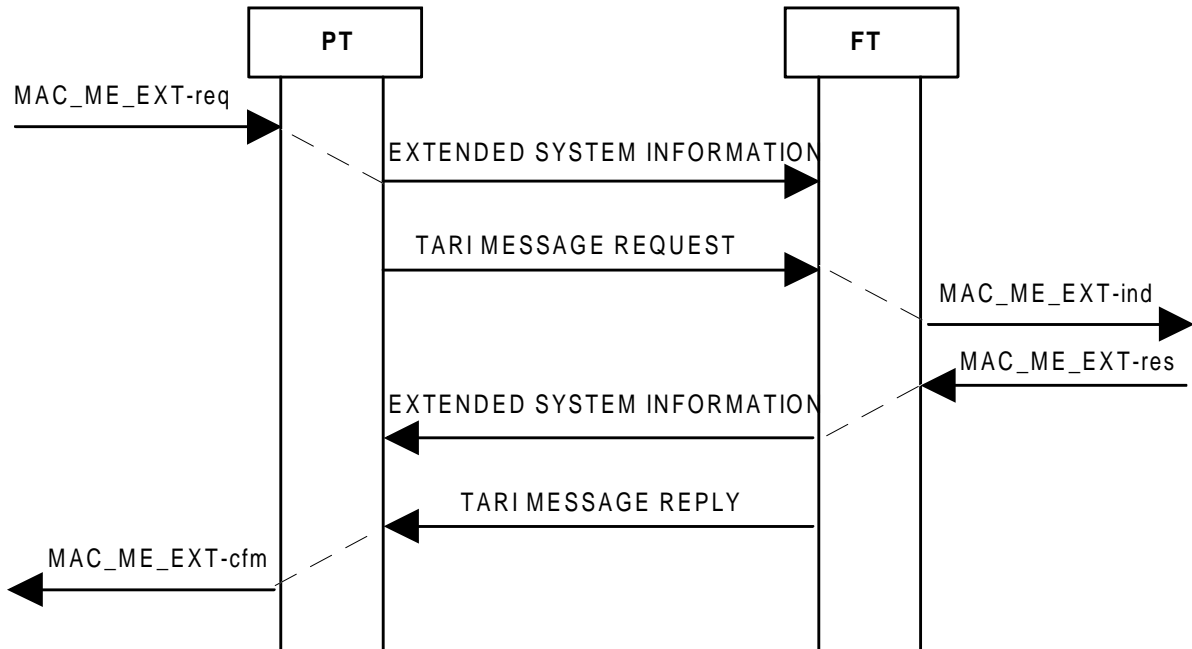 PT
FT
MAC_ME_EXT-req
EXTENDED SYSTEM INFORMATION
TARI MESSAGE REQUEST
MAC_ME_EXT-ind
MAC_ME_EXT-res
EXTENDED SYSTEM INFORMATION
TARI MESSAGE REPLY
MAC_ME_EXT-cfm